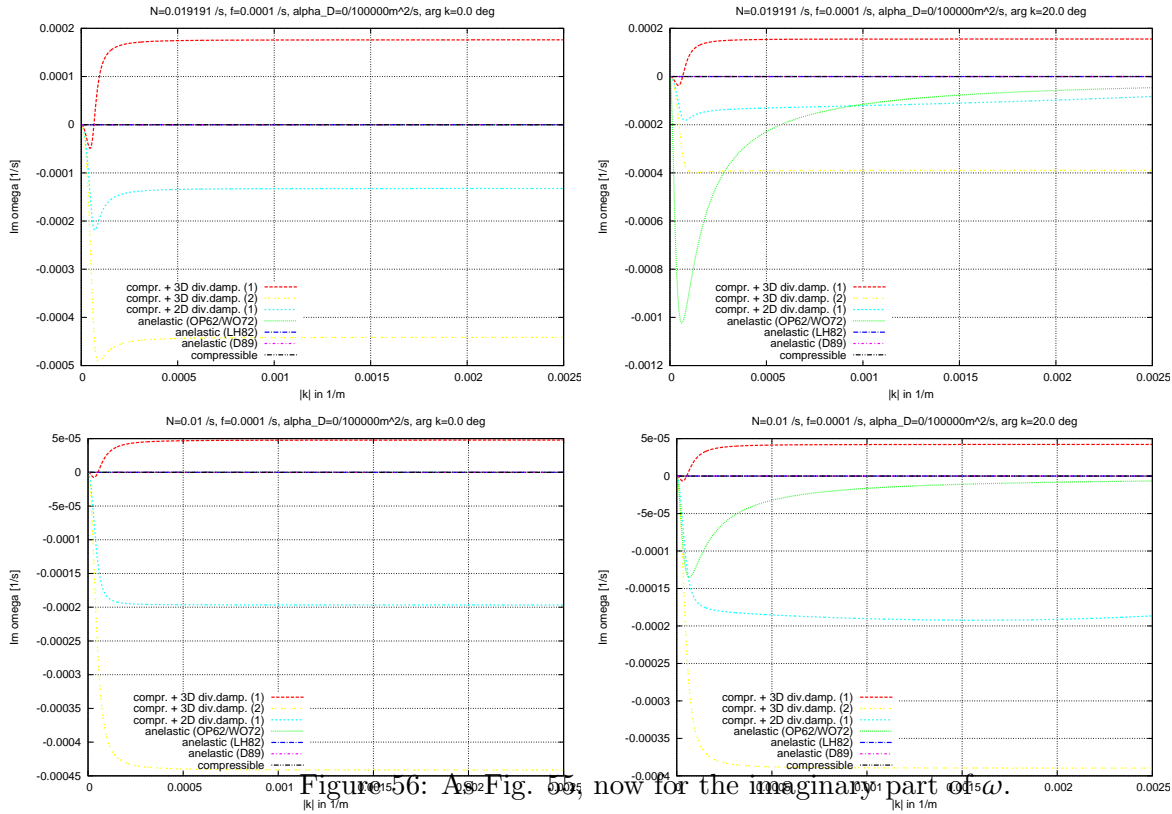 N=0.019191 /s, f=0.0001 /s, alpha_D=0/100000m^2/s, arg k=0.0 deg
0.0002
0.0001
0
-0.0001
-0.0002
-0.0003
-0.0004
-0.0005
Im omega [1/s]
compr. + 3D div.damp. (1)
compr. + 3D div.damp. (2)
compr. + 2D div.damp. (1)
anelastic (OP62/WO72)
anelastic (LH82)
anelastic (D89)
compressible
0 0.0005 0.001 0.0015 0.002 0.0025
|k| in 1/m
N=0.019191 /s, f=0.0001 /s, alpha_D=0/100000m^2/s, arg k=20.0 deg
0.0002
0
-0.0002
-0.0004
-0.0006
-0.0008
-0.001
-0.0012
Im omega [1/s]
compr. + 3D div.damp. (1)
compr. + 3D div.damp. (2)
compr. + 2D div.damp. (1)
anelastic (OP62/WO72)
anelastic (LH82)
anelastic (D89)
compressible
0 0.0005 0.001 0.0015 0.002 0.0025
|k| in 1/m
N=0.01 /s, f=0.0001 /s, alpha_D=0/100000m^2/s, arg k=0.0 deg
5e-05
0
-5e-05
-0.0001
-0.00015
-0.0002
-0.00025
-0.0003
-0.00035
-0.0004
-0.00045
Im omega [1/s]
compr. + 3D div.damp. (1)
compr. + 3D div.damp. (2)
compr. + 2D div.damp. (1)
anelastic (OP62/WO72)
anelastic (LH82)
anelastic (D89)
compressible
0 0.0005 0.001 0.0015 0.002 0.0025
|k| in 1/m
N=0.01 /s, f=0.0001 /s, alpha_D=0/100000m^2/s, arg k=20.0 deg
5e-05
0
-5e-05
-0.0001
-0.00015
-0.0002
-0.00025
-0.0003
-0.00035
-0.0004
Im omega [1/s]
compr. + 3D div.damp. (1)
compr. + 3D div.damp. (2)
compr. + 2D div.damp. (1)
anelastic (OP62/WO72)
anelastic (LH82)
anelastic (D89)
compressible
0 0.0005 0.001 0.0015 0.002 0.0025
|k| in 1/m
Figure 56: As Fig. 55, now for the imaginary part of ω.